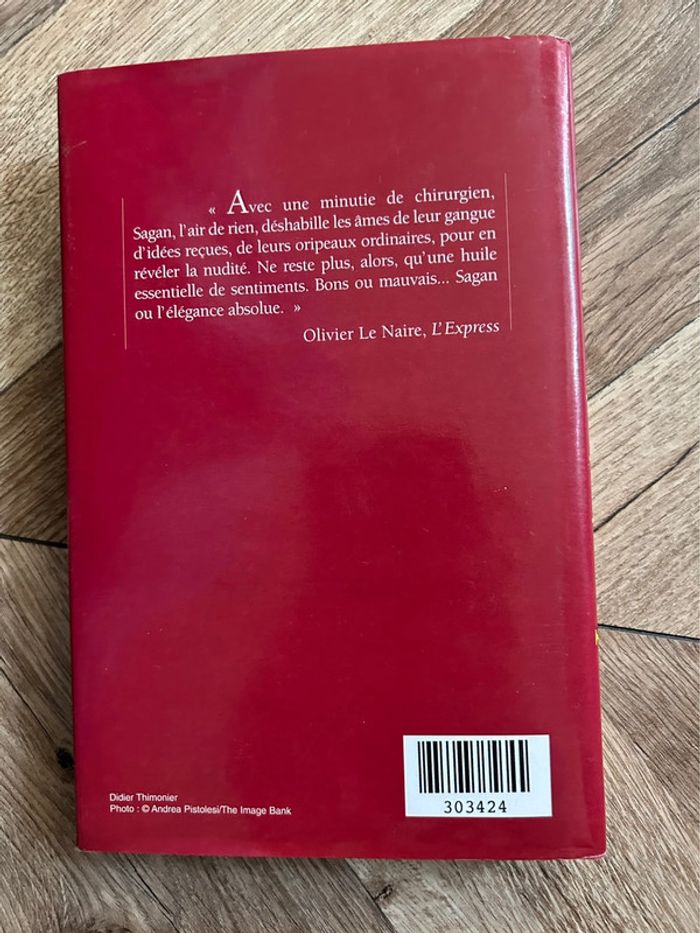 « Avec une minutie de chirurgien,
Sagan, l'air de rien, déshabille les âmes de leur gangue
d'idées reçues, de leurs oripeaux ordinaires, pour en
révéler la nudité. Ne reste plus, alors, qu'une huile
essentielle de sentiments. Bons ou mauvais... Sagan
ou l'élégance absolue. »
Olivier Le Naire, L'Express
Didier Thimonier
Photo : © Andrea Pistolesi/The Image Bank
303424